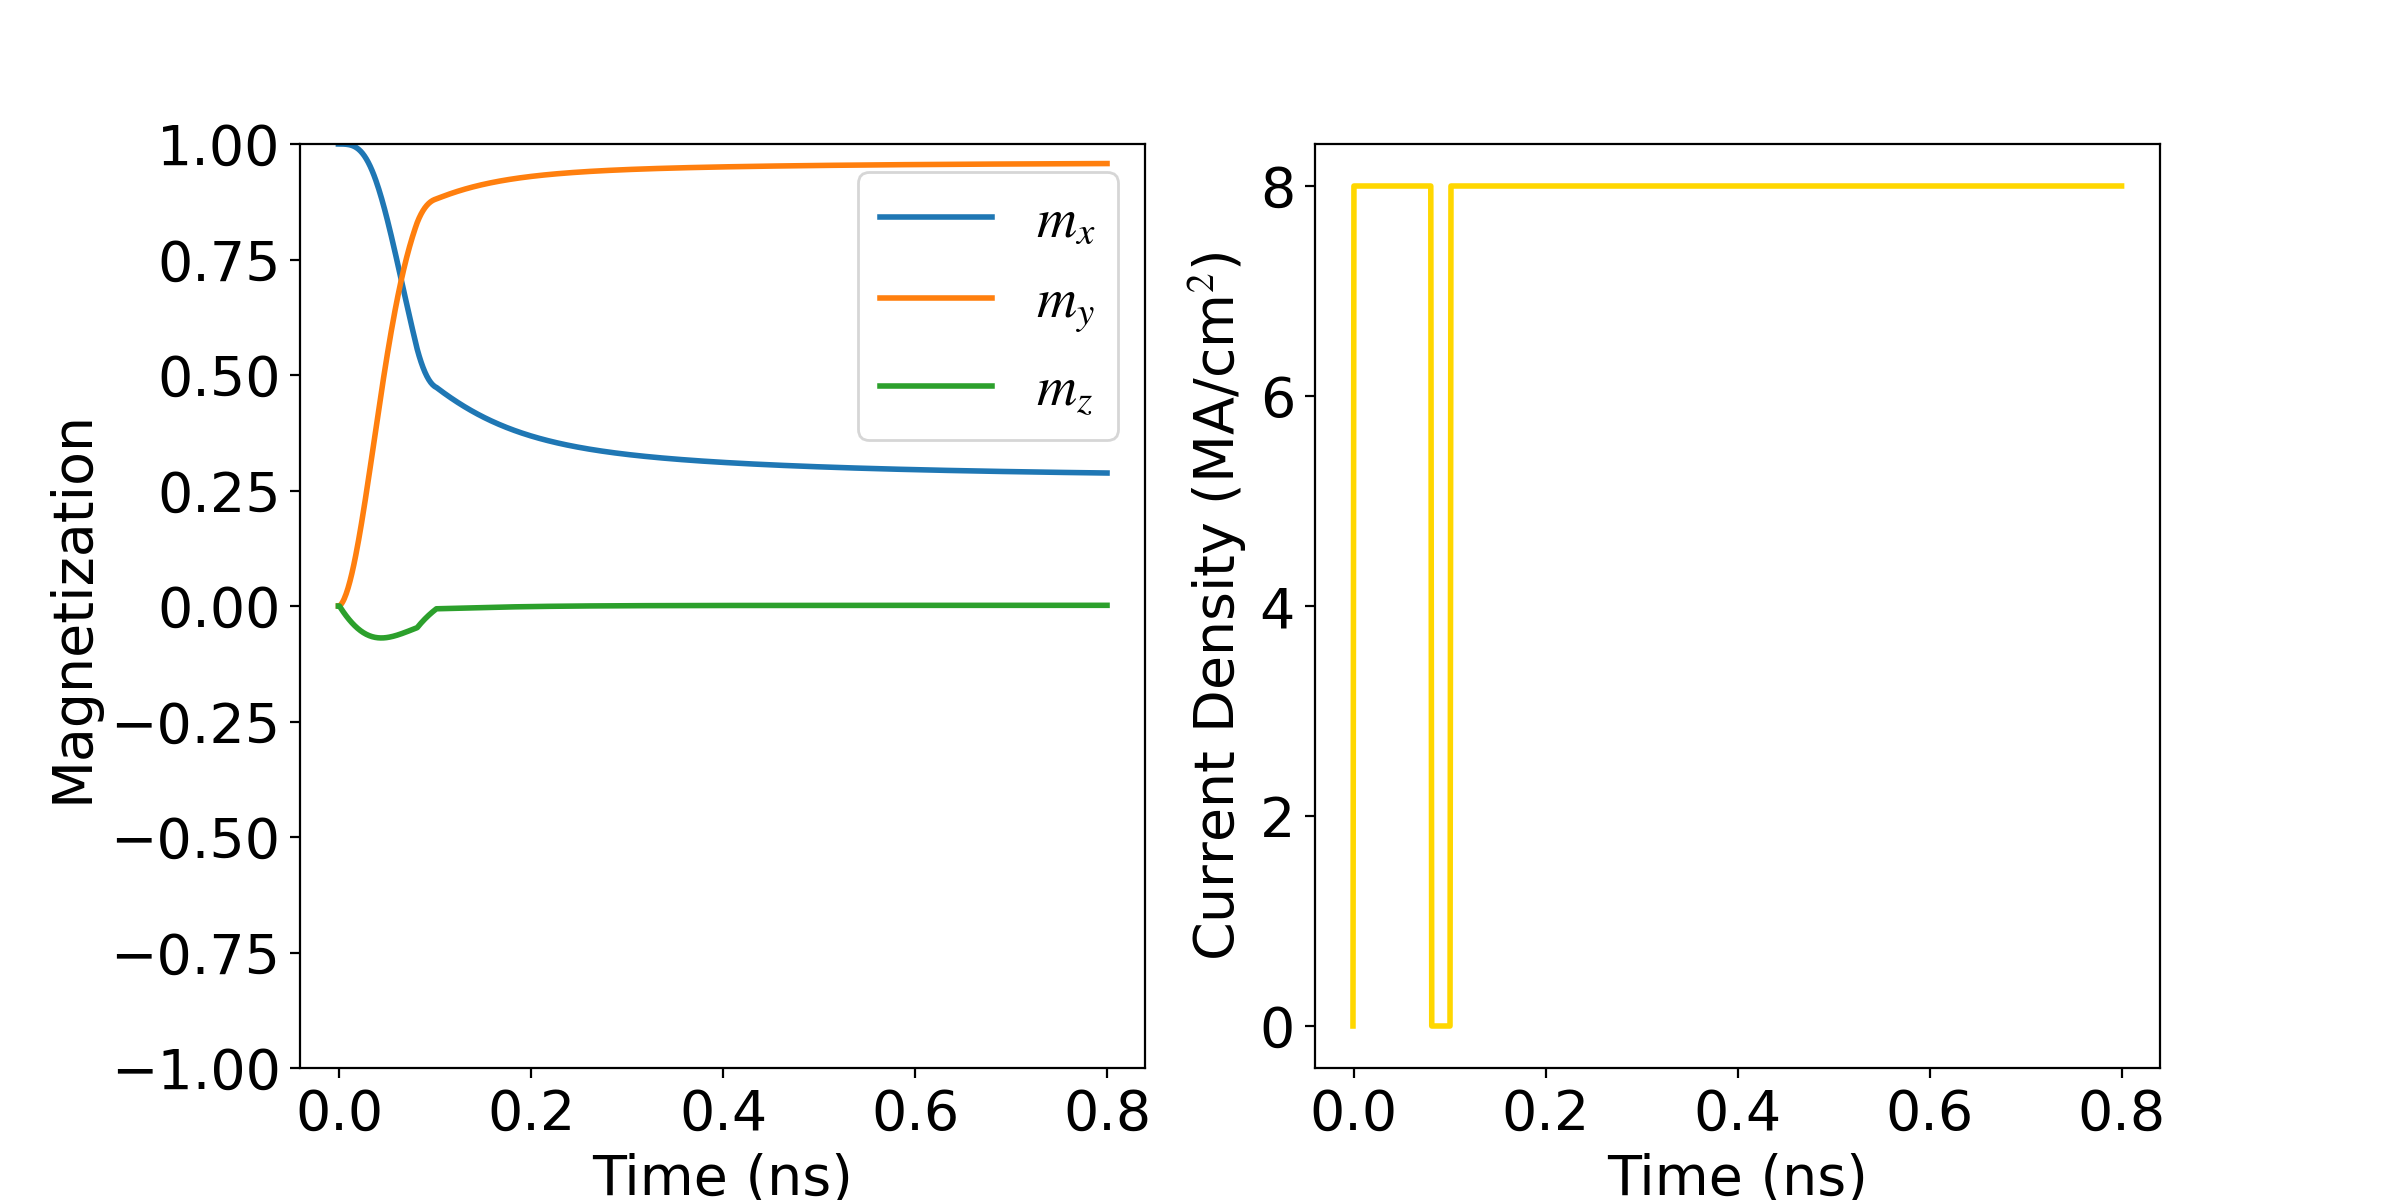 Magnetization
1.00
0.75
0.50
0.25
0.00
−0.25
−0.50
−0.75
−1.00
0.0 0.2 0.4 0.6 0.8
Time (ns)
m_x
m_y
m_z
Current Density (MA/cm²)
8
6
4
2
0
0.0 0.2 0.4 0.6 0.8
Time (ns)